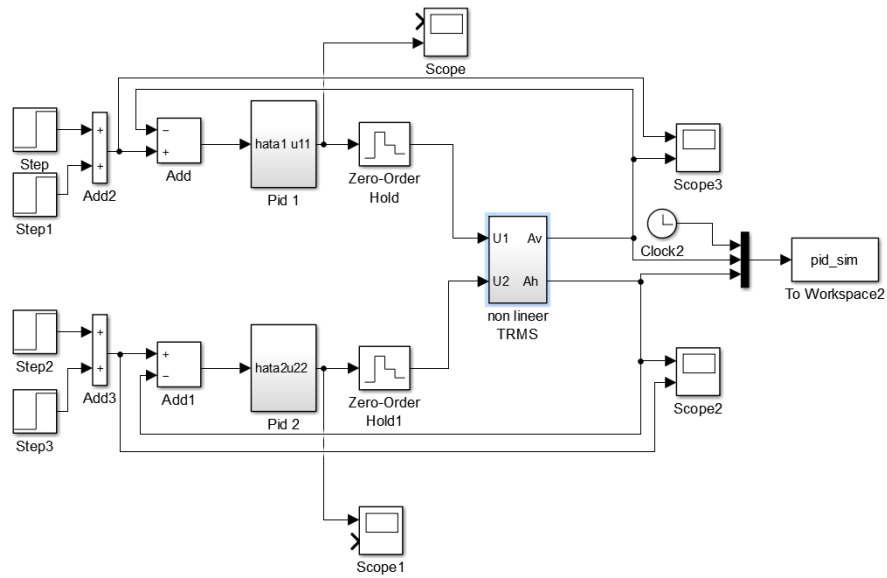 Scope
Step
Step1
+
+
Add2
−
+
Add
hata1 u11
Pid 1
Zero-Order
Hold
Scope3
U1 Av
U2 Ah
non lineer
TRMS
Clock2
pid_sim
To Workspace2
Step2
Step3
+
+
Add3
+
−
Add1
hata2u22
Pid 2
Zero-Order
Hold1
Scope2
Scope1